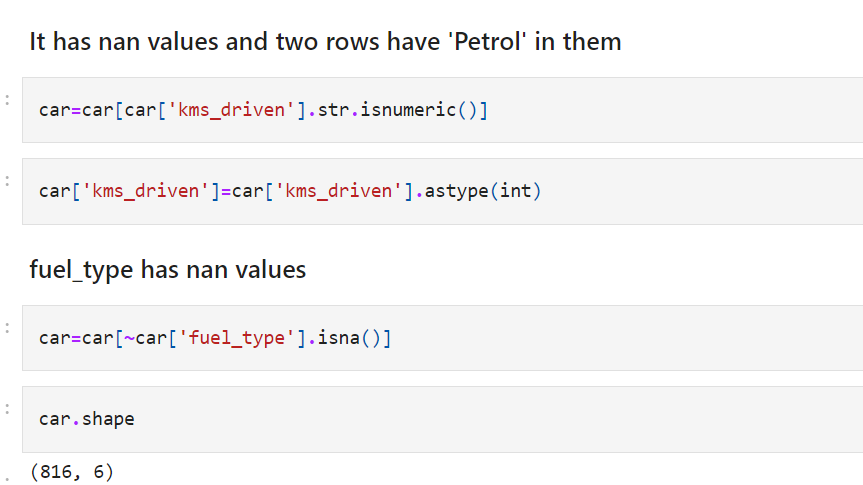 It has nan values and two rows have 'Petrol' in them
:
car=car[car['kms_driven'].str.isnumeric()]
:
car['kms_driven']=car['kms_driven'].astype(int)
fuel_type has nan values
:
car=car[~car['fuel_type'].isna()]
:
car.shape
(816, 6)